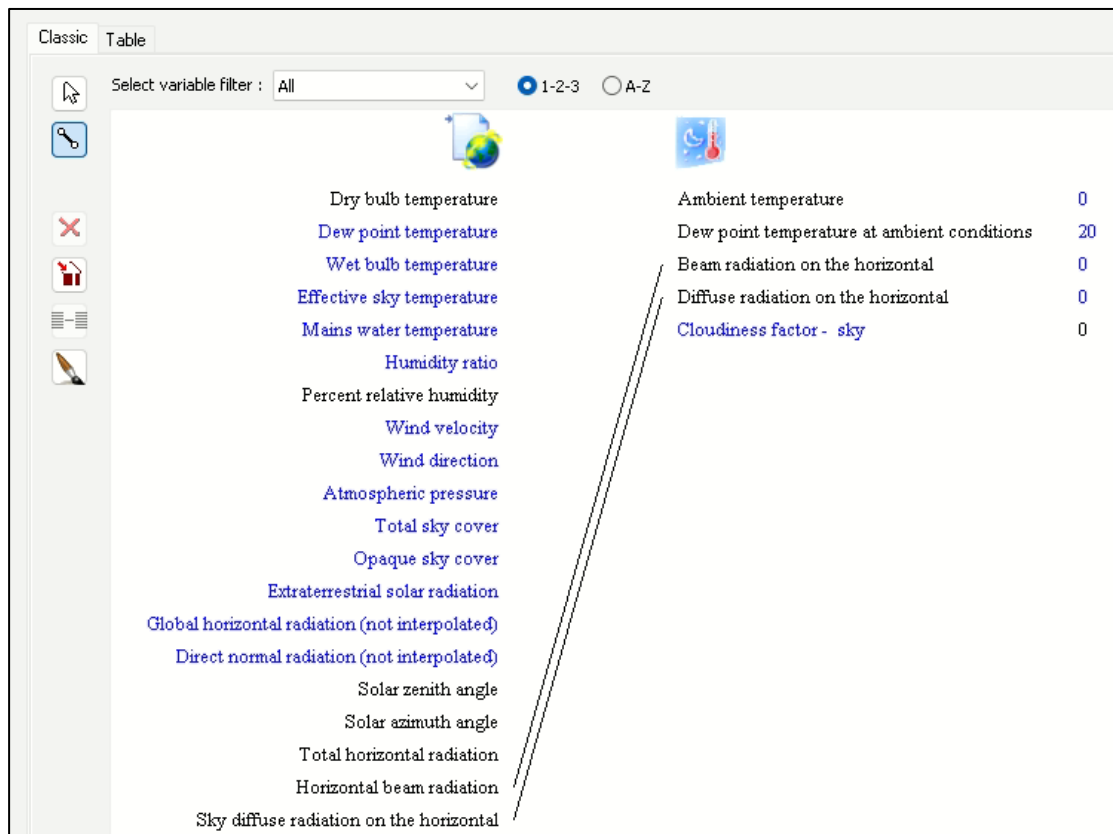 Classic Table
Select variable filter : All 1-2-3 A-Z
Dry bulb temperature Ambient temperature 0
Dew point temperature Dew point temperature at ambient conditions 20
Wet bulb temperature Beam radiation on the horizontal 0
Effective sky temperature Diffuse radiation on the horizontal 0
Mains water temperature Cloudiness factor - sky 0
Humidity ratio
Percent relative humidity
Wind velocity
Wind direction
Atmospheric pressure
Total sky cover
Opaque sky cover
Extraterrestrial solar radiation
Global horizontal radiation (not interpolated)
Direct normal radiation (not interpolated)
Solar zenith angle
Solar azimuth angle
Total horizontal radiation
Horizontal beam radiation
Sky diffuse radiation on the horizontal